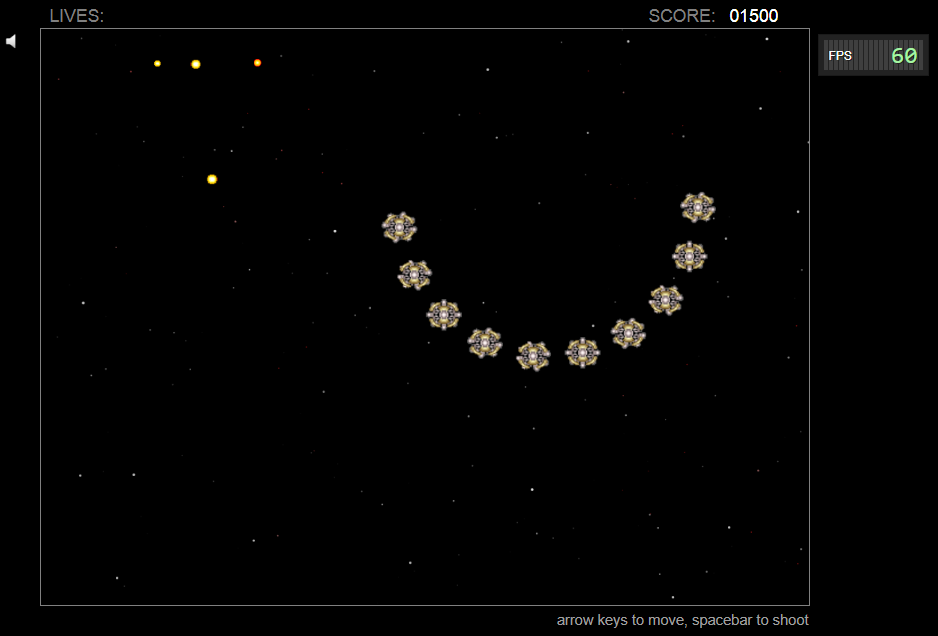 LIVES:
SCORE: 01500
FPS 60
arrow keys to move, spacebar to shoot